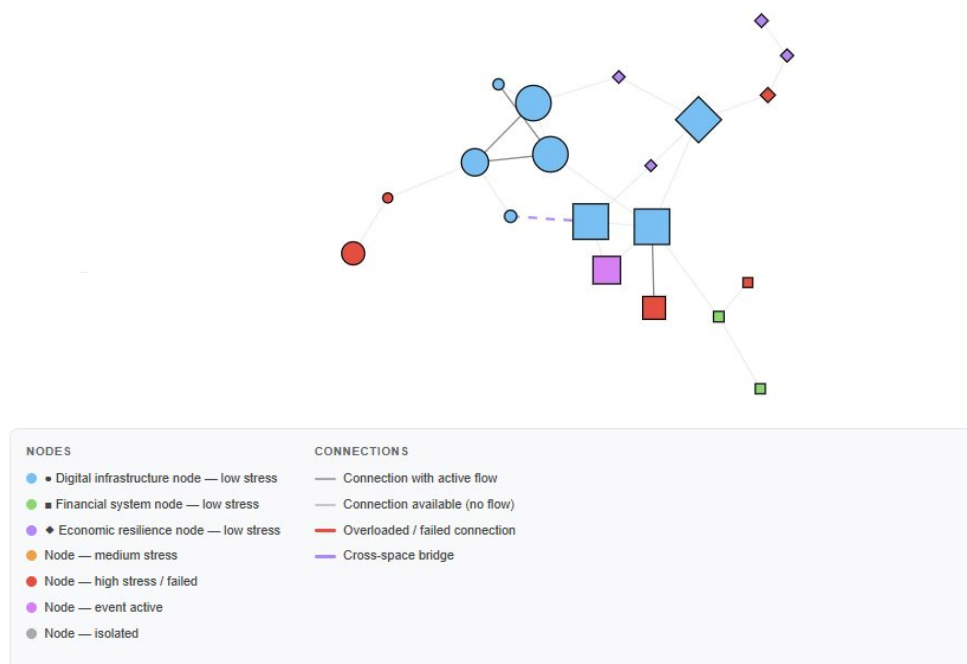 NODES
● Digital infrastructure node — low stress
■ Financial system node — low stress
◆ Economic resilience node — low stress
Node — medium stress
Node — high stress / failed
Node — event active
Node — isolated
CONNECTIONS
Connection with active flow
Connection available (no flow)
Overloaded / failed connection
Cross-space bridge